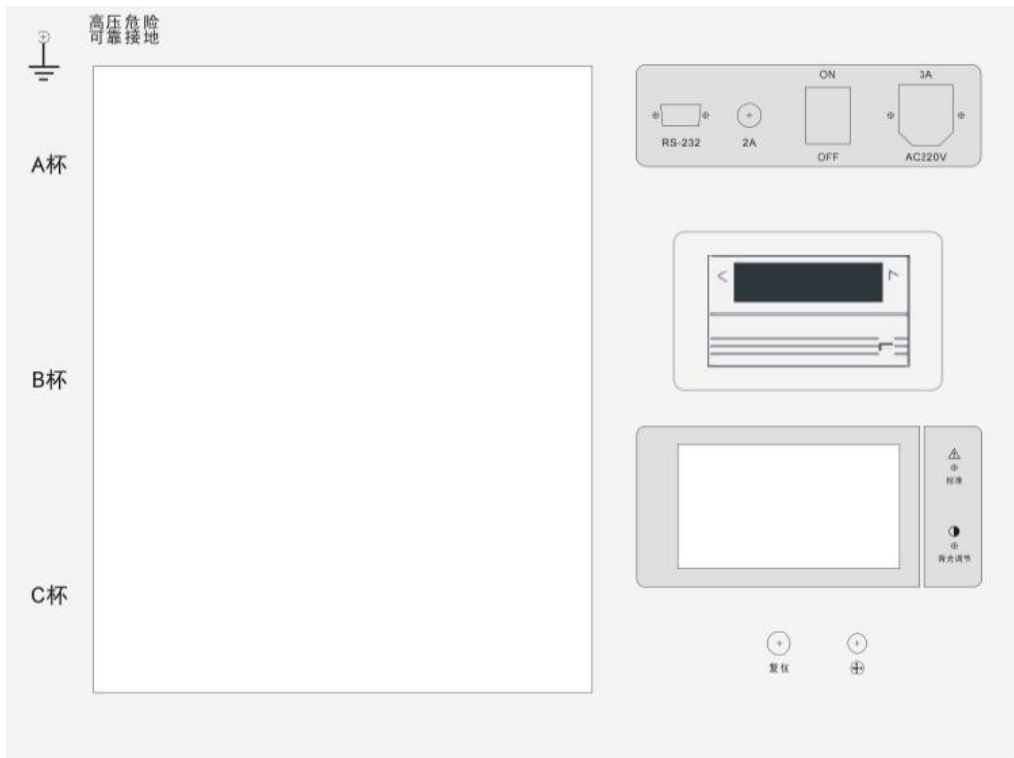 高压危险
可靠接地
A杯
B杯
C杯
ON
3A
RS-232
2A
OFF
AC220V
校准
背光调节
复位